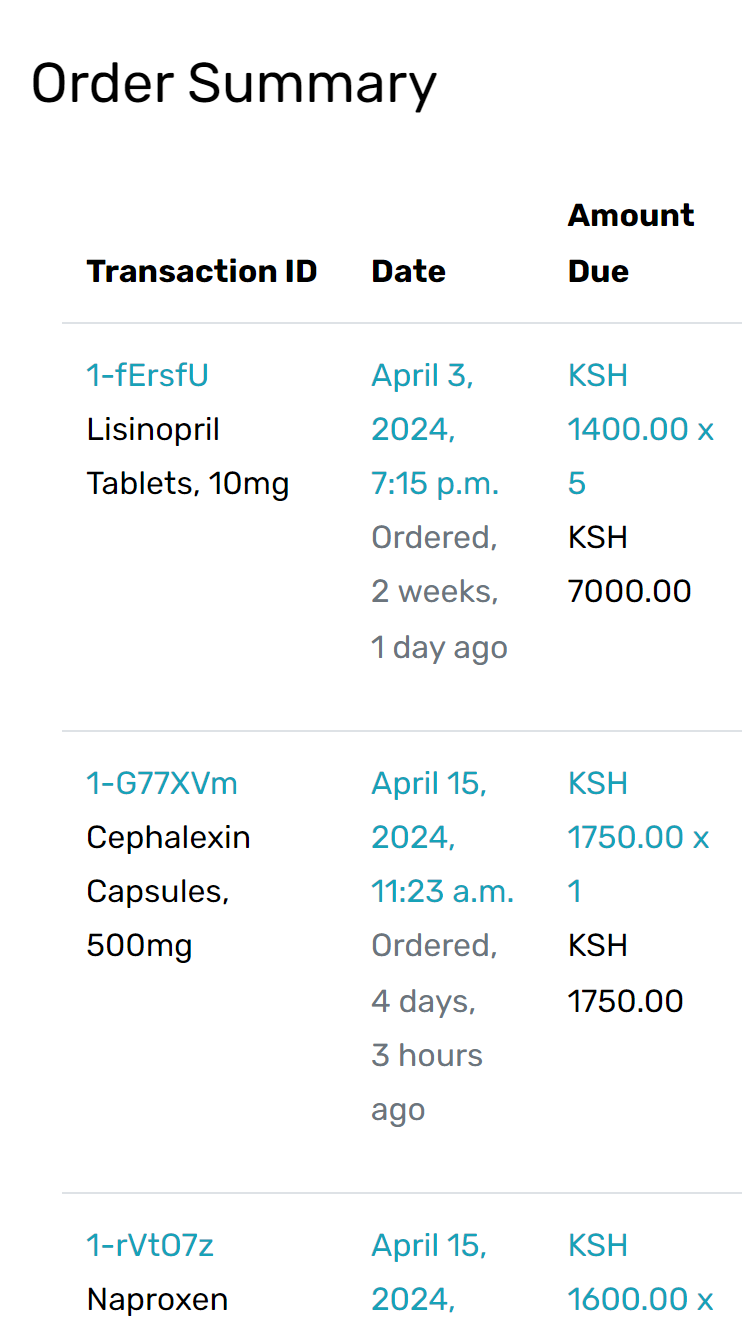 Order Summary
Transaction ID Date Amount Due
1-fErsfU
Lisinopril
Tablets, 10mg
April 3,
2024,
7:15 p.m.
Ordered,
2 weeks,
1 day ago
KSH
1400.00 x
5
KSH
7000.00
1-G77XVm
Cephalexin
Capsules,
500mg
April 15,
2024,
11:23 a.m.
Ordered,
4 days,
3 hours
ago
KSH
1750.00 x
1
KSH
1750.00
1-rVtO7z
Naproxen
April 15,
2024,
KSH
1600.00 x